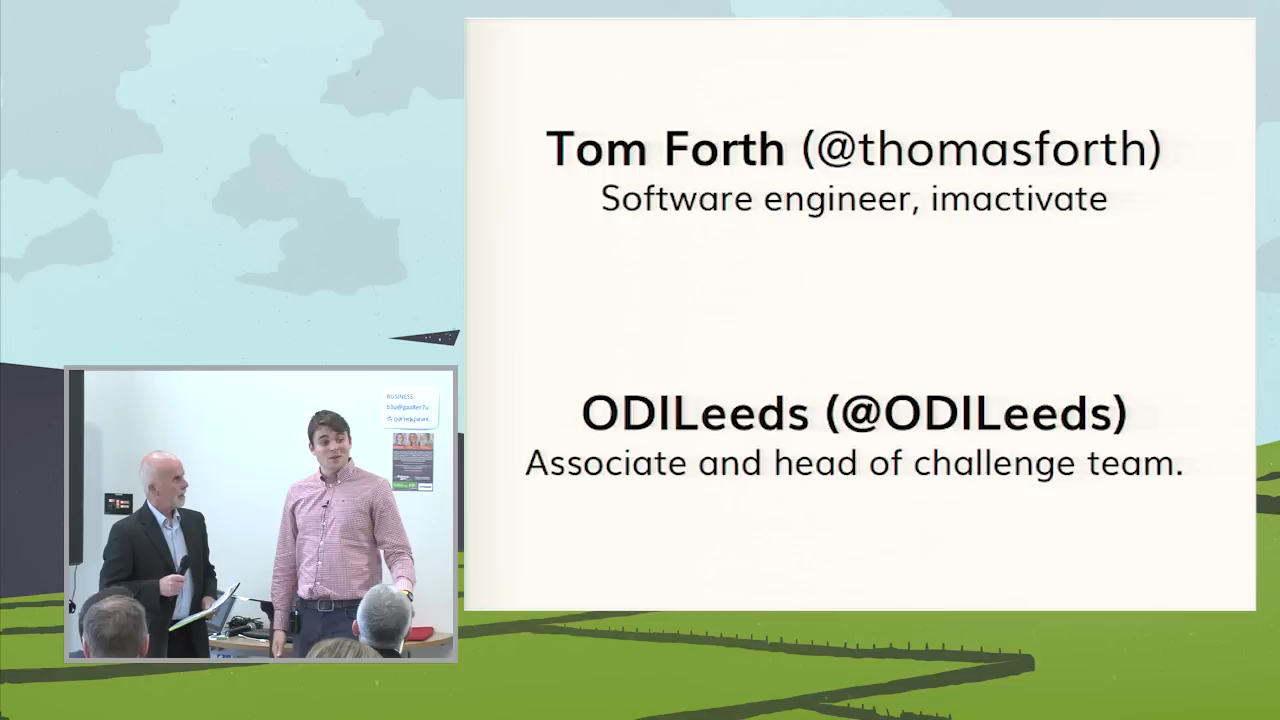 Tom Forth (@thomasforth)
Software engineer, imactivate
ODILeeds (@ODILeeds)
Associate and head of challenge team.
BUSINESS